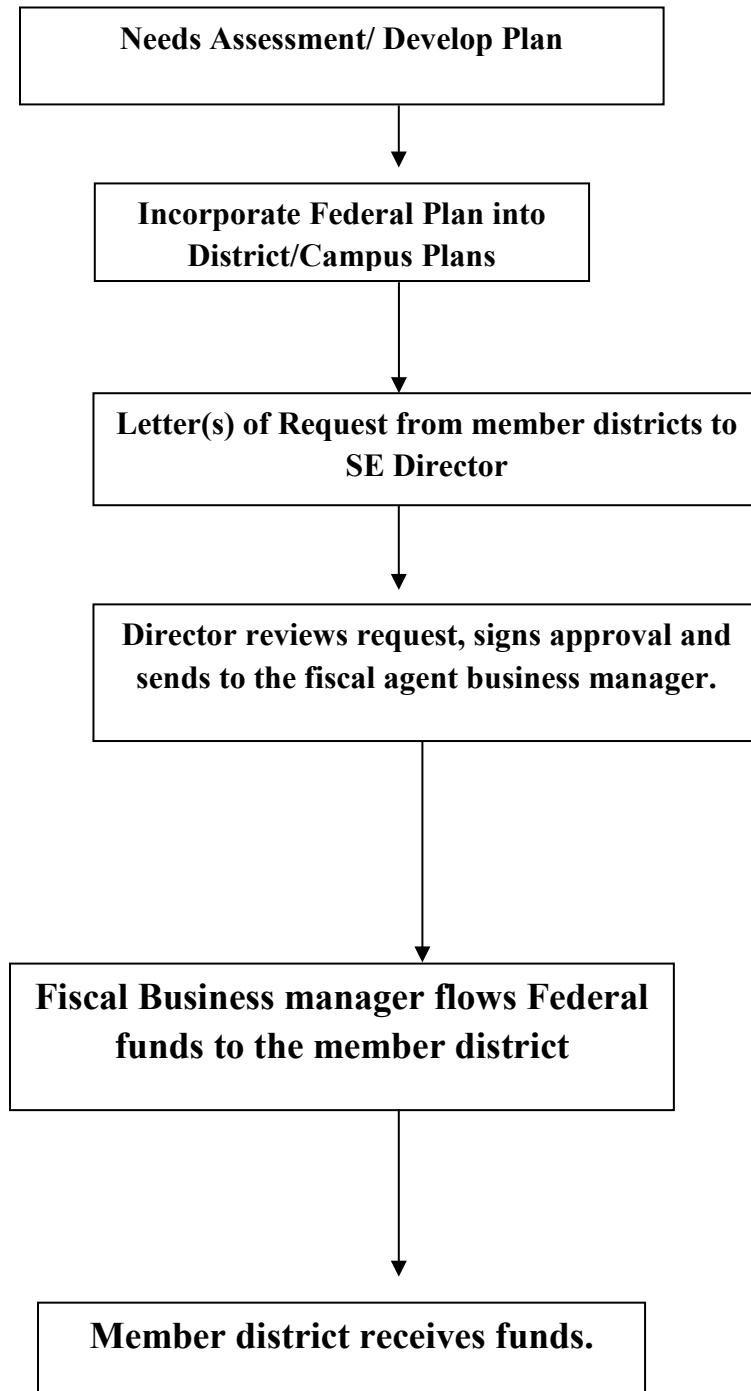 Needs Assessment/ Develop Plan
Incorporate Federal Plan into
District/Campus Plans
Letter(s) of Request from member districts to
SE Director
Director reviews request, signs approval and
sends to the fiscal agent business manager.
Fiscal Business manager flows Federal
funds to the member district
Member district receives funds.